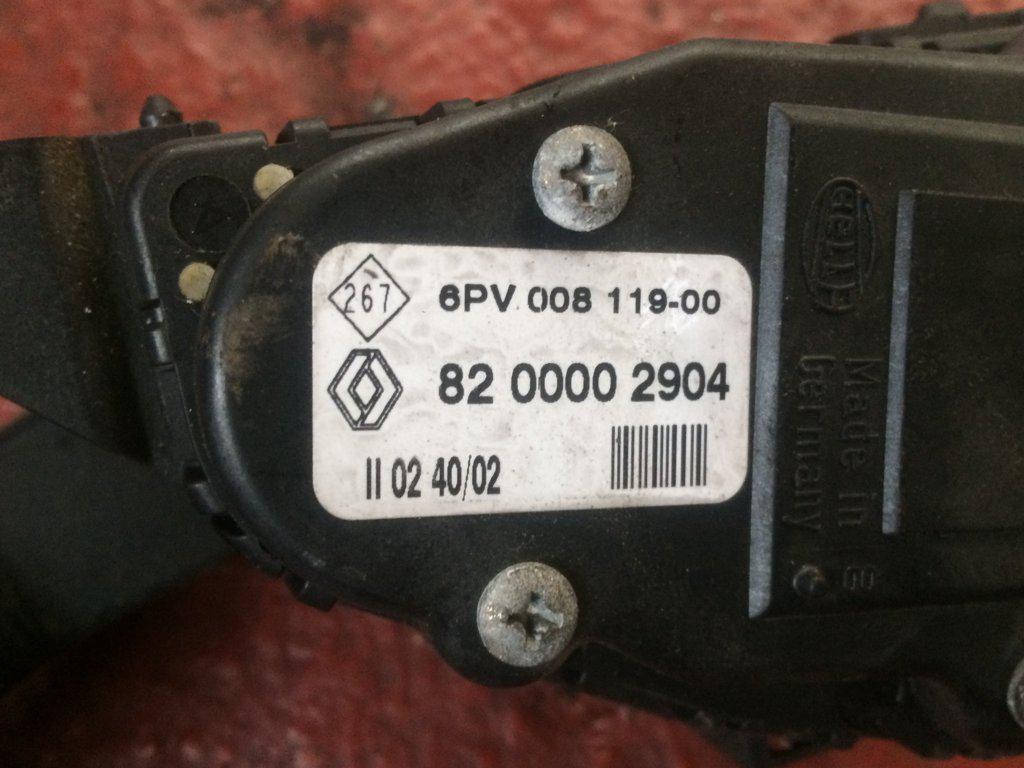 267
6PV 008 119-00
82 0000 2904
II 02 40/02
Hella
Made in
Germany